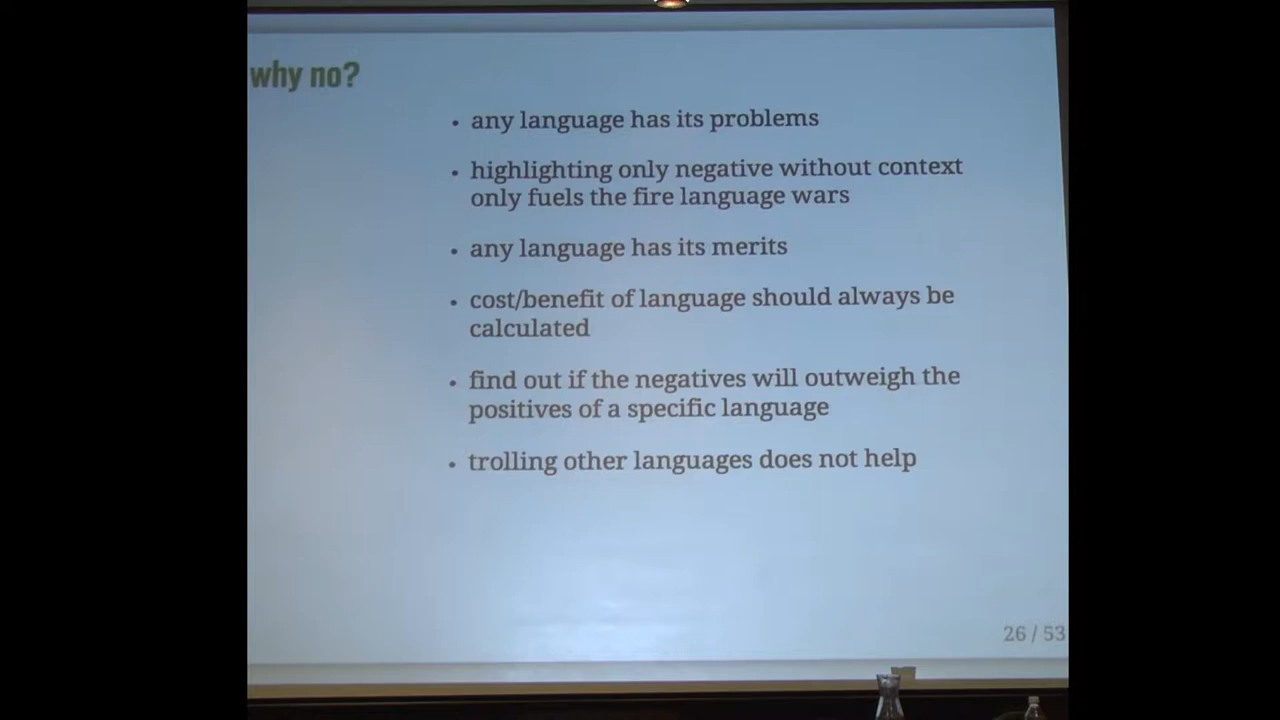 why no?
• any language has its problems
• highlighting only negative without context
only fuels the fire language wars
• any language has its merits
• cost/benefit of language should always be
calculated
• find out if the negatives will outweigh the
positives of a specific language
• trolling other languages does not help
26 / 53